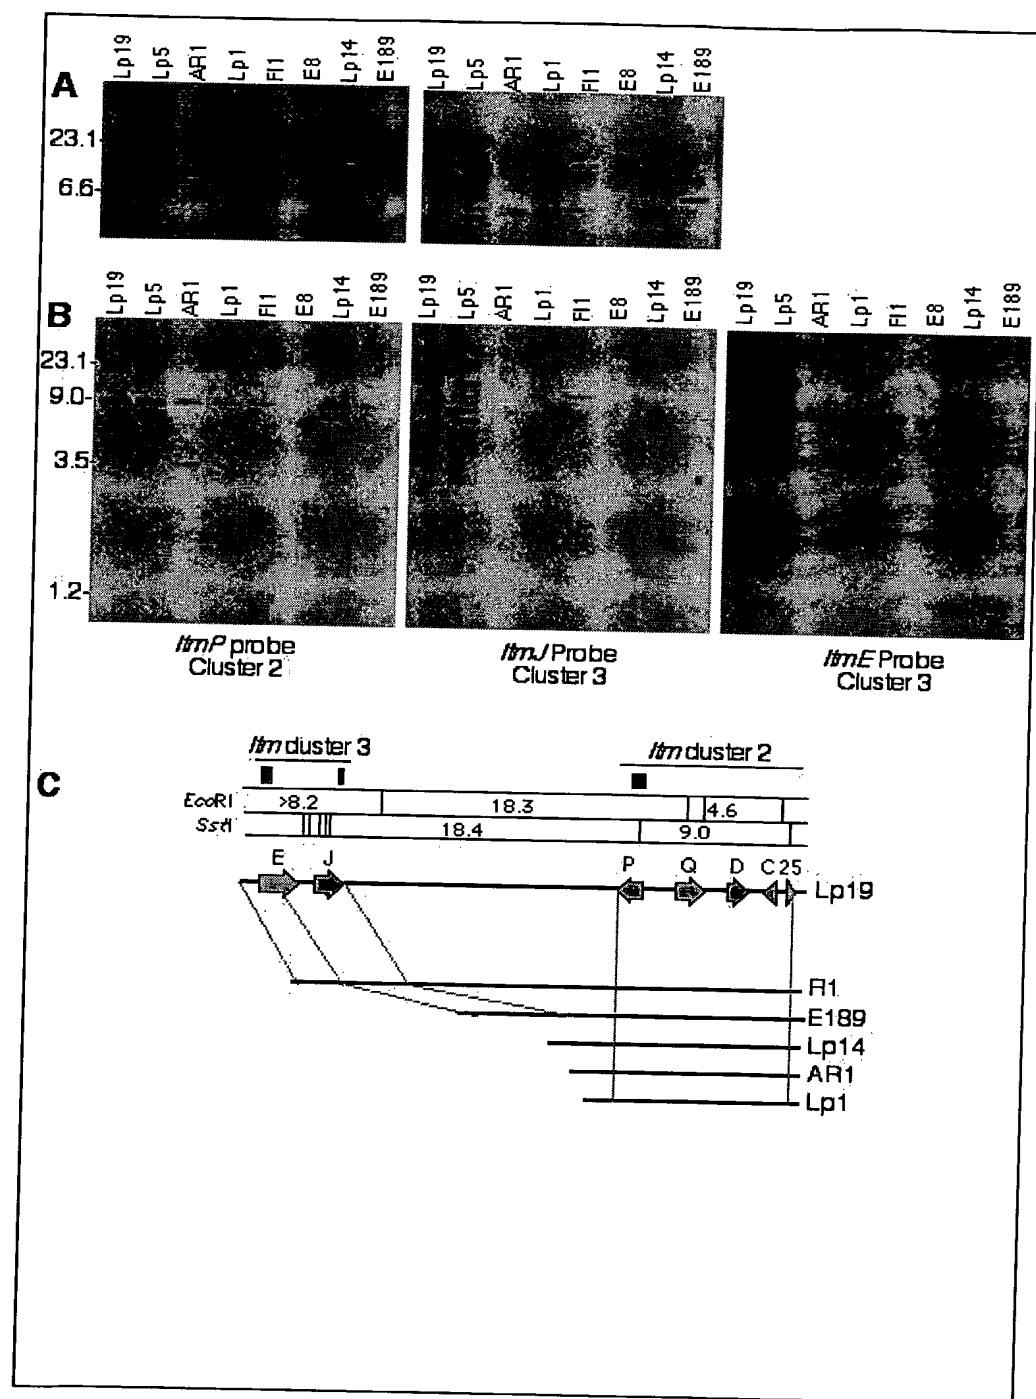 A
Lp19 Lp5 AR1 Lp1 Fl1 E8 Lp14 E189
Lp19 Lp5 AR1 Lp1 Fl1 E8 Lp14 E189
23.1-
6.6-
B
Lp19 Lp5 AR1 Lp1 Fl1 E8 Lp14 E189
Lp19 Lp5 AR1 Lp1 Fl1 E8 Lp14 E189
Lp19 Lp5 AR1 Lp1 Fl1 E8 Lp14 E189
23.1-
9.0-
3.5-
1.2-
ltmP probe
Cluster 2
ltmJ Probe
Cluster 3
ltmE Probe
Cluster 3
C
ltm cluster 3
ltm cluster 2
EcoRI >8.2 18.3 4.6
SstI 18.4 9.0
E J P Q D C 25
Lp19
Fl1
E189
Lp14
AR1
Lp1